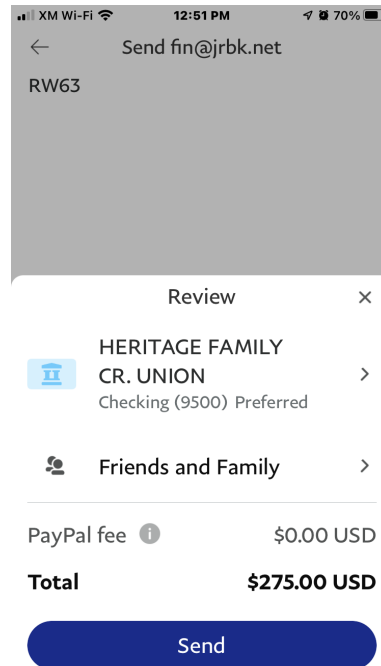 XM Wi-Fi 12:51 PM 70%
Send fin@jrbk.net
RW63
Review
HERITAGE FAMILY
CR. UNION
Checking (9500) Preferred
Friends and Family
PayPal fee i $0.00 USD
Total $275.00 USD
Send